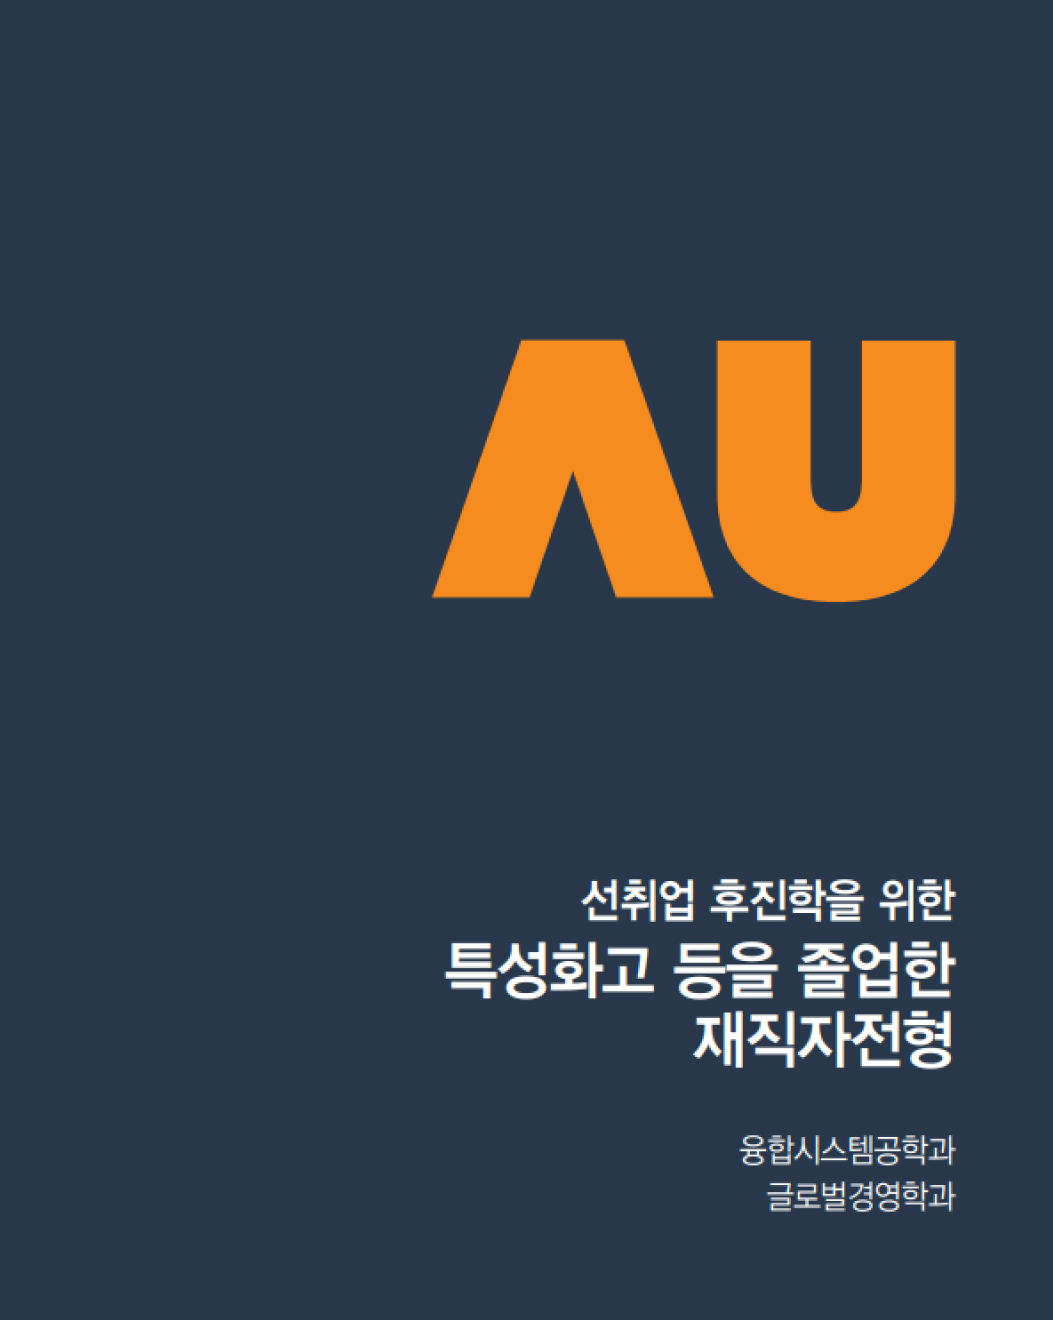 AU
선취업 후진학을 위한
특성화고 등을 졸업한
재직자전형
융합시스템공학과
글로벌경영학과